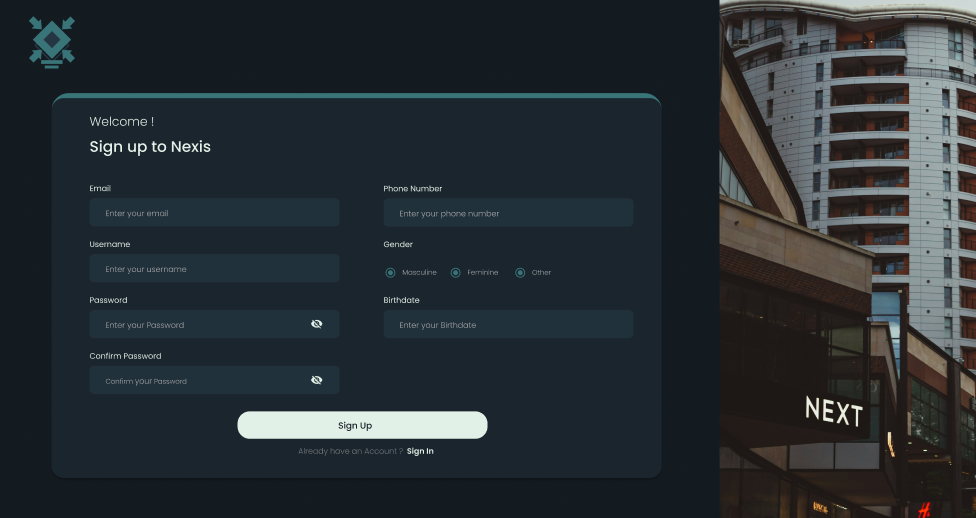 Welcome !
Sign up to Nexis
Email
Enter your email
Username
Enter your username
Password
Enter your Password
Confirm Password
Confirm your Password
Phone Number
Enter your phone number
Gender
Masculine Feminine Other
Birthdate
Enter your Birthdate
Sign Up
Already have an Account ? Sign In
NEXT
H.